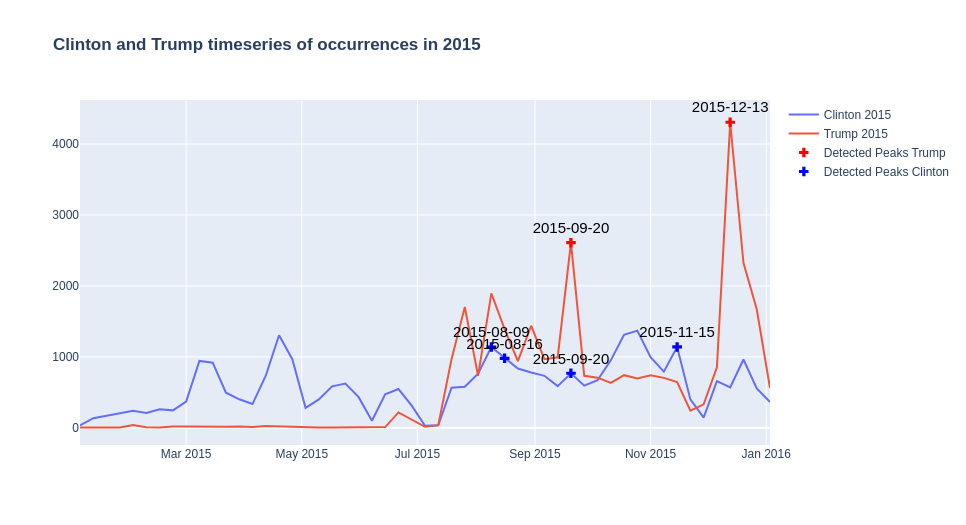 Clinton and Trump timeseries of occurrences in 2015
2015-12-13
2015-09-20
2015-08-09
2015-08-16
2015-09-20
2015-11-15
4000
3000
2000
1000
0
Mar 2015
May 2015
Jul 2015
Sep 2015
Nov 2015
Jan 2016
Clinton 2015
Trump 2015
Detected Peaks Trump
Detected Peaks Clinton